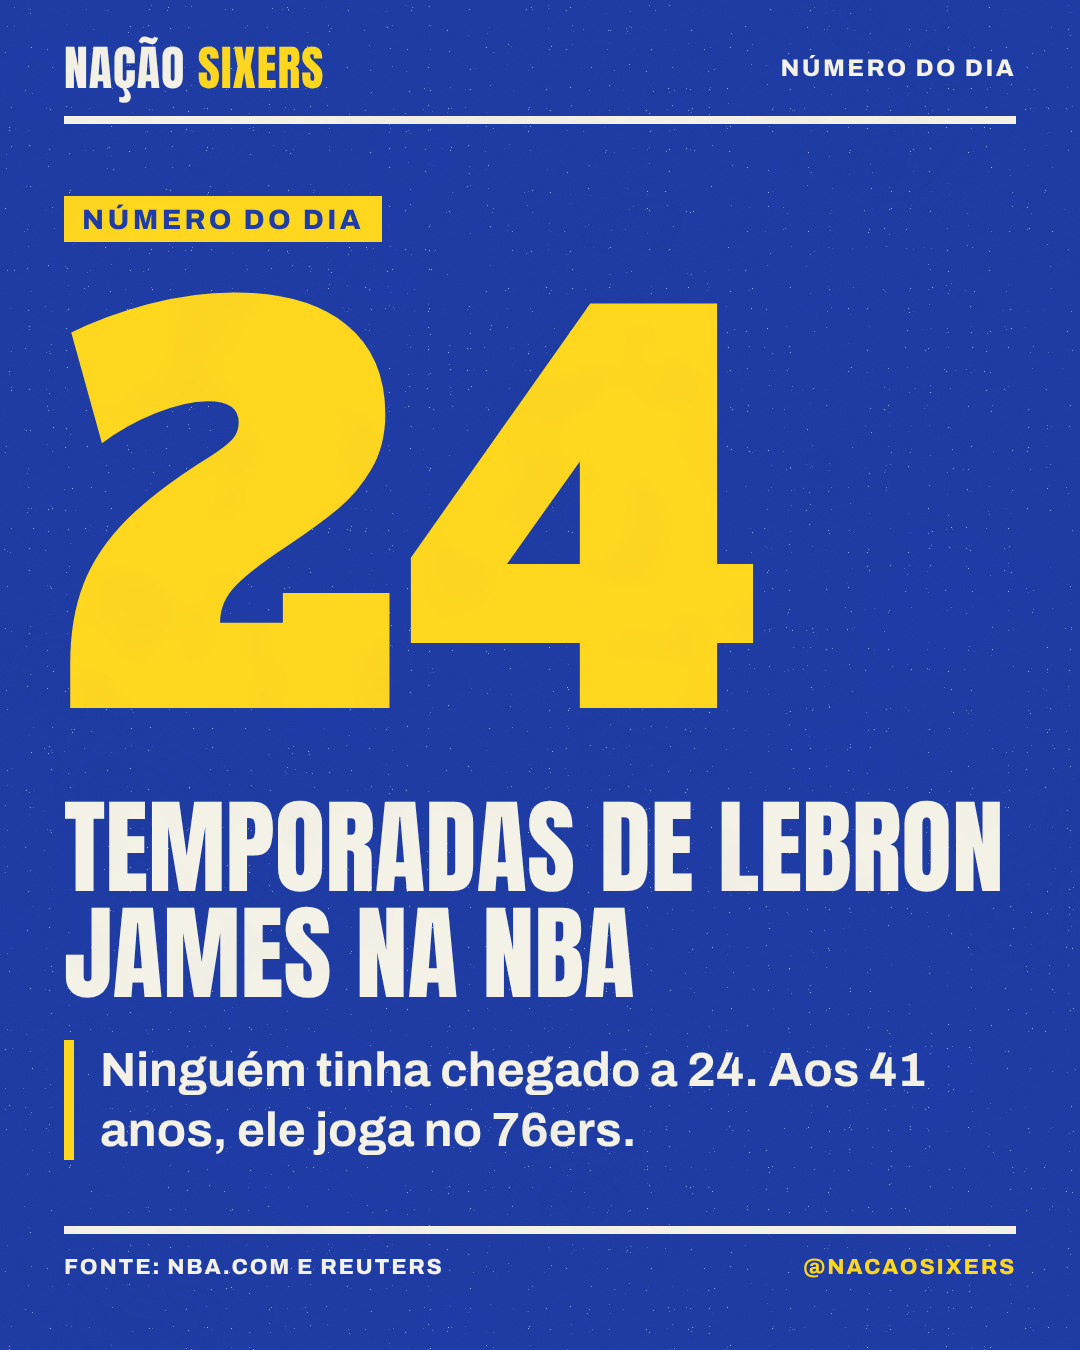 NAÇÃO SIXERS
NÚMERO DO DIA
NÚMERO DO DIA
24
TEMPORADAS DE LEBRON
JAMES NA NBA
Ninguém tinha chegado a 24. Aos 41
anos, ele joga no 76ers.
FONTE: NBA.COM E REUTERS
@NACAOSIXERS